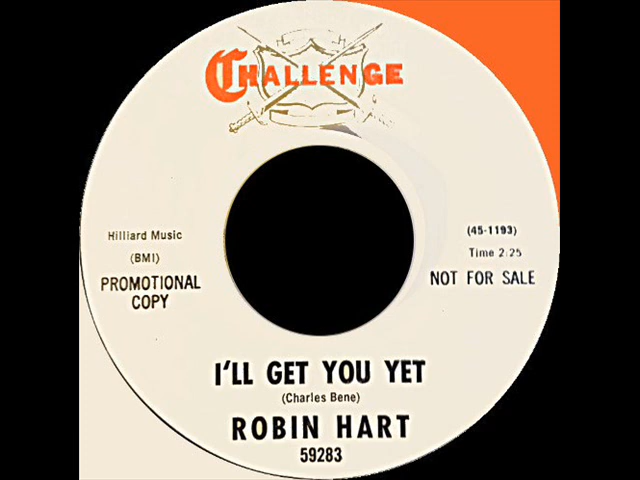 CHALLENGE
Hilliard Music
(BMI)
PROMOTIONAL
COPY
(45-1193)
Time 2:25
NOT FOR SALE
I'LL GET YOU YET
(Charles Bene)
ROBIN HART
59283